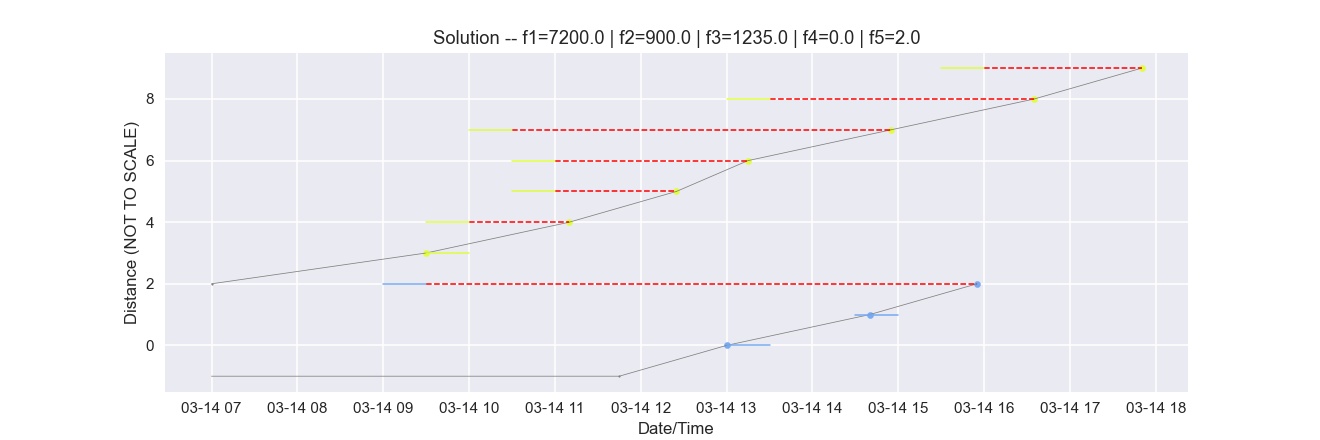 Solution -- f1=7200.0 | f2=900.0 | f3=1235.0 | f4=0.0 | f5=2.0
Distance (NOT TO SCALE)
8
6
4
2
0
03-14 07 03-14 08 03-14 09 03-14 10 03-14 11 03-14 12 03-14 13 03-14 14 03-14 15 03-14 16 03-14 17 03-14 18
Date/Time